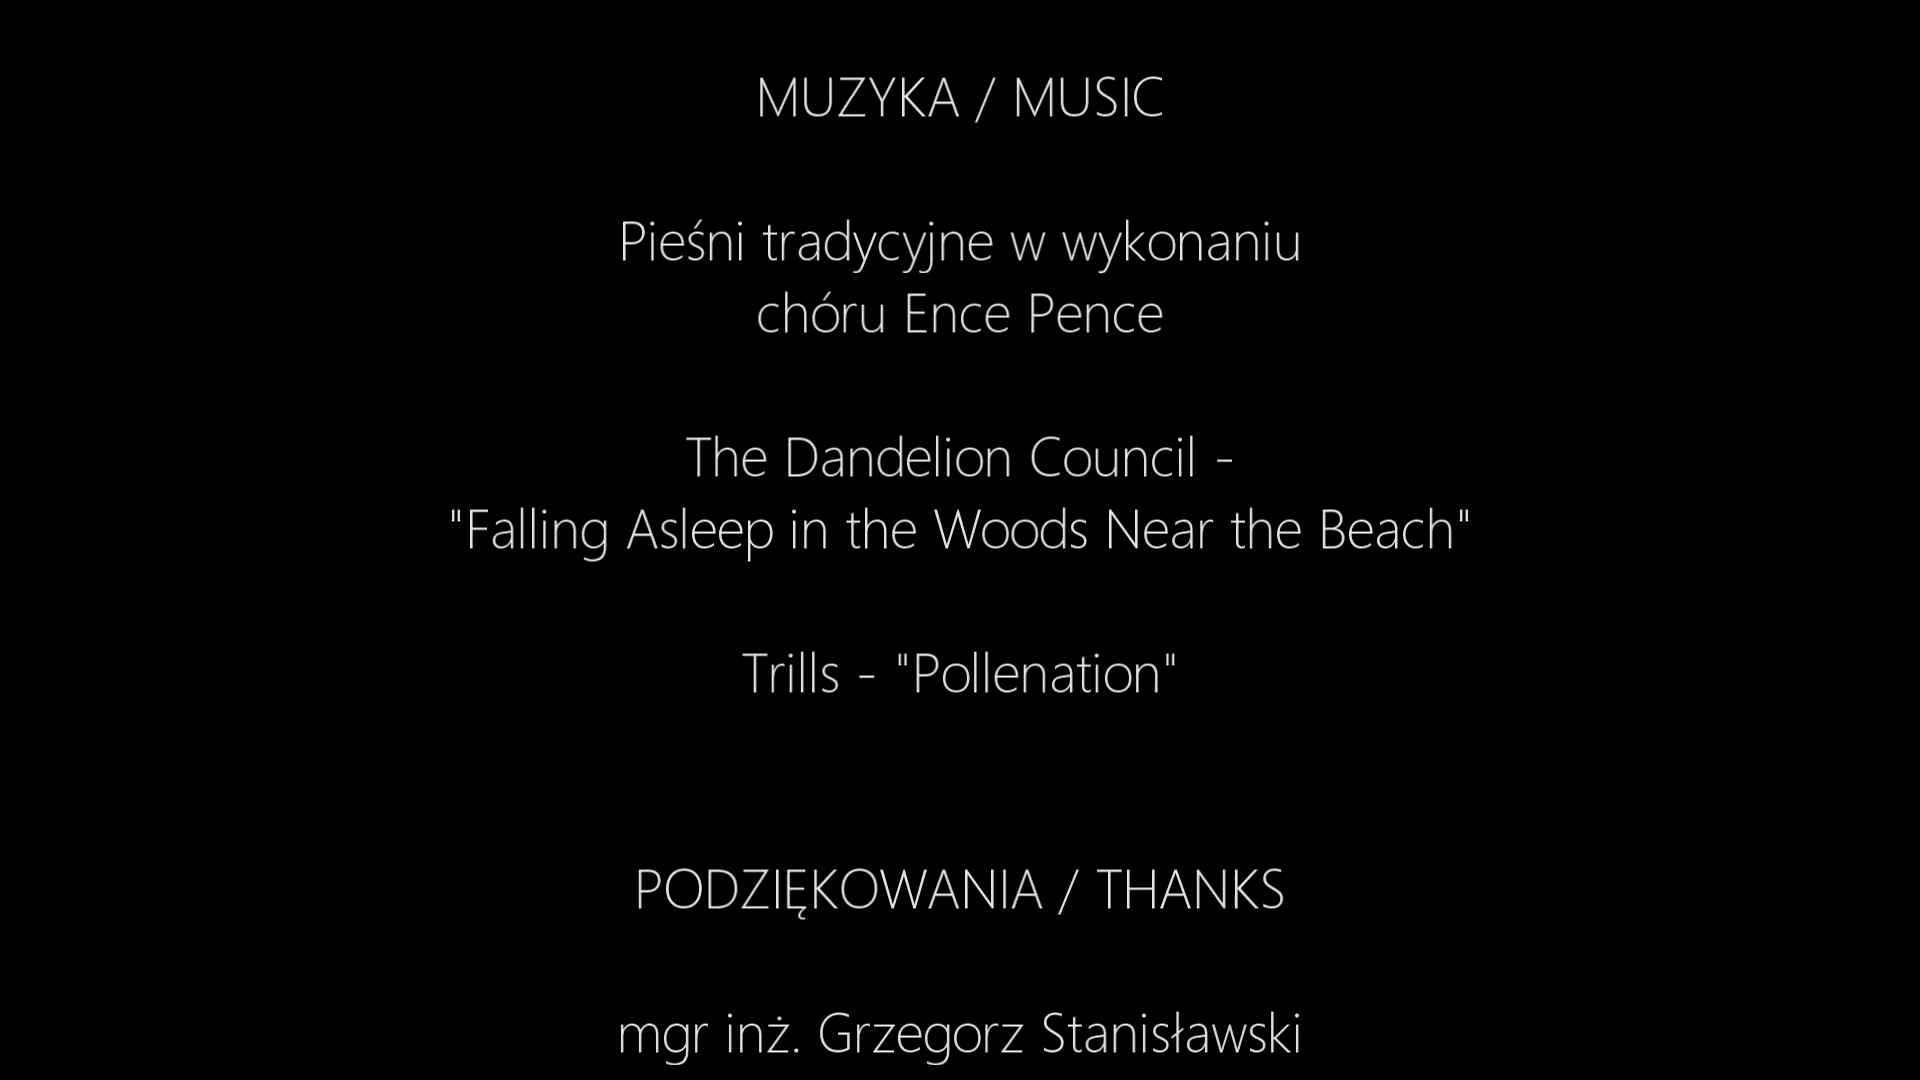 MUZYKA / MUSIC
Pieśni tradycyjne w wykonaniu
chóru Ence Pence
The Dandelion Council -
"Falling Asleep in the Woods Near the Beach"
Trills - "Pollenation"
PODZIĘKOWANIA / THANKS
mgr inż. Grzegorz Stanisławski